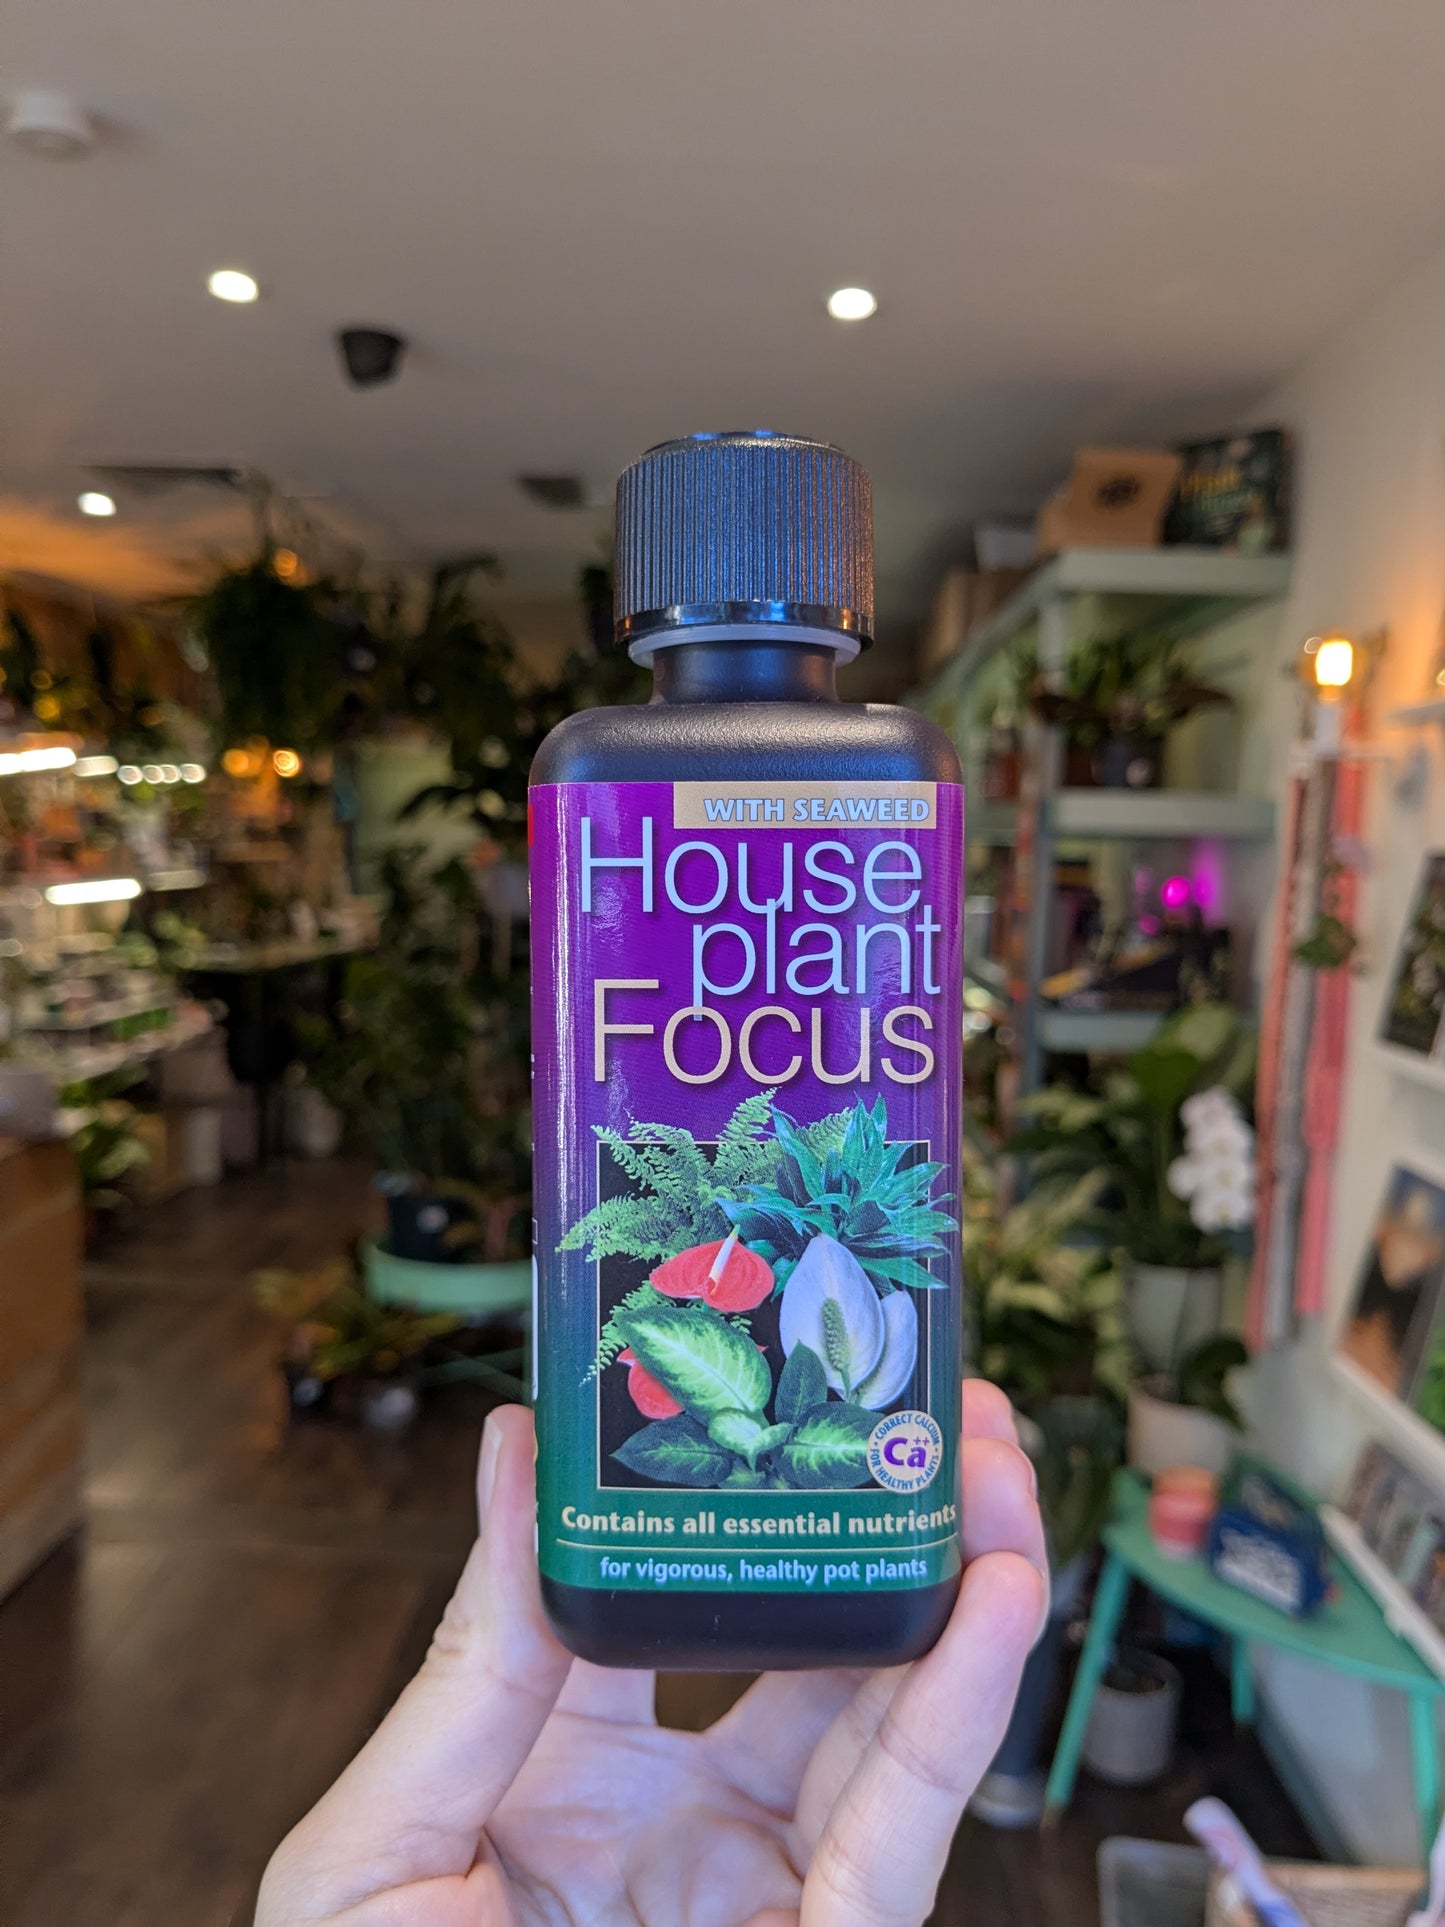 WITH SEAWEED
House
plant
Focus
CORRECT CALCIUM
Ca++
FOR HEALTHY PLANTS
Contains all essential nutrients
for vigorous, healthy pot plants